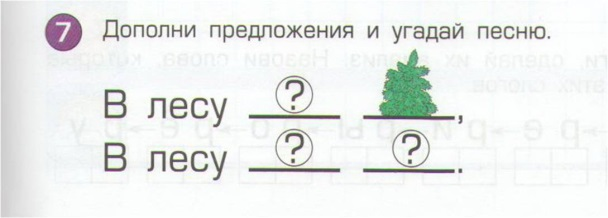 7 Дополни предложения и угадай песню.
В лесу ? ,
В лесу ? ? .